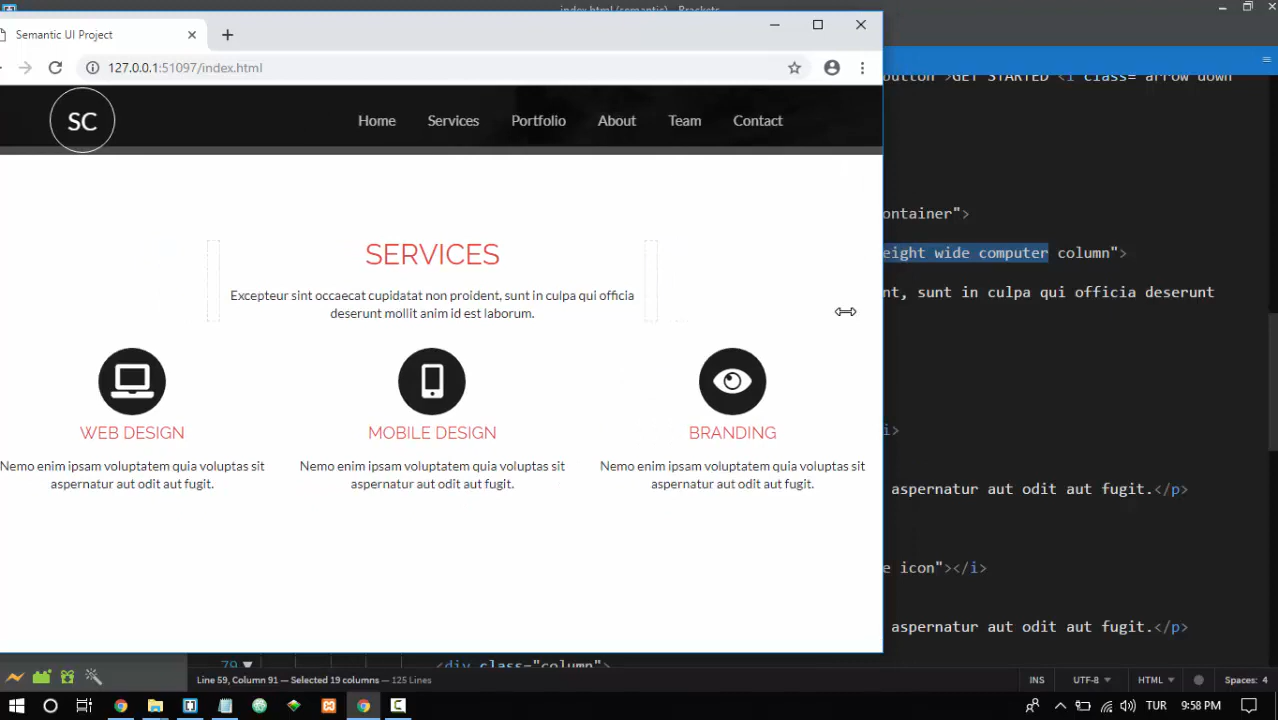 index.html (semantic) - Brackets
Semantic UI Project
127.0.0.1:51097/index.html
button">GET STARTED <i class="arrow down
SC
Home Services Portfolio About Team Contact
ontainer">
eight wide computer column">
SERVICES
Excepteur sint occaecat cupidatat non proident, sunt in culpa qui officia
deserunt mollit anim id est laborum.
nt, sunt in culpa qui officia deserunt
WEB DESIGN MOBILE DESIGN BRANDING
i>
Nemo enim ipsam voluptatem quia voluptas sit Nemo enim ipsam voluptatem quia voluptas sit Nemo enim ipsam voluptatem quia voluptas sit
aspernatur aut odit aut fugit. aspernatur aut odit aut fugit. aspernatur aut odit aut fugit.
aspernatur aut odit aut fugit.</p>
e icon"></i>
aspernatur aut odit aut fugit.</p>
79 <div class="column">
Line 59, Column 91 — Selected 19 columns — 125 Lines INS UTF-8 HTML Spaces: 4
TUR 9:58 PM